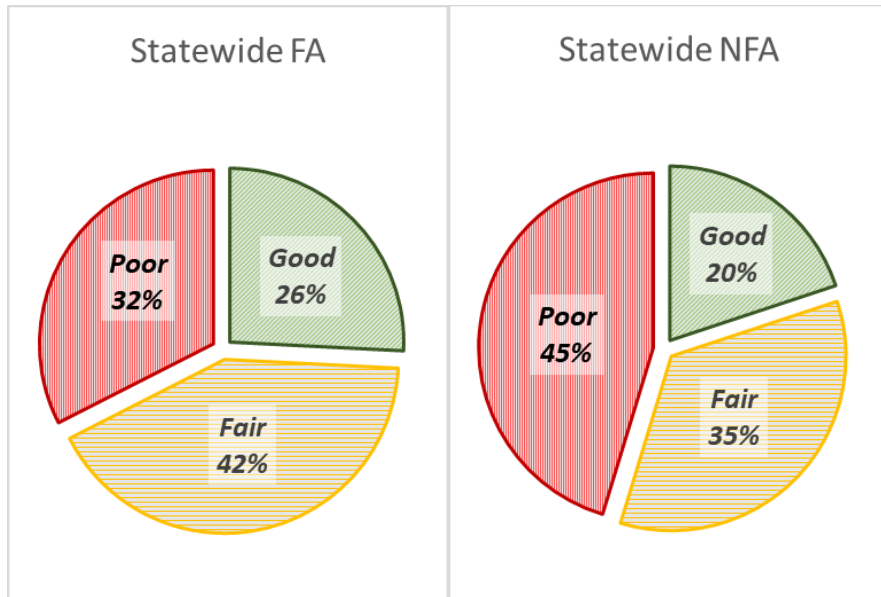 Statewide FA
Good
26%
Fair
42%
Poor
32%
Statewide NFA
Good
20%
Fair
35%
Poor
45%